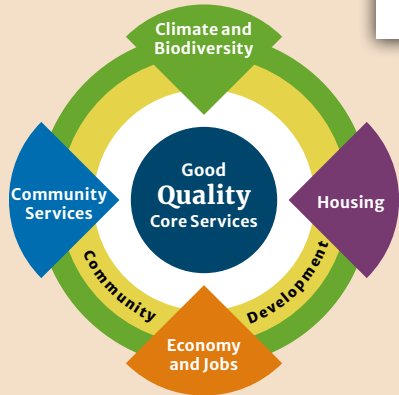 Climate and
Biodiversity
Community
Services
Good
Quality
Core Services
Housing
Community
Development
Economy
and Jobs